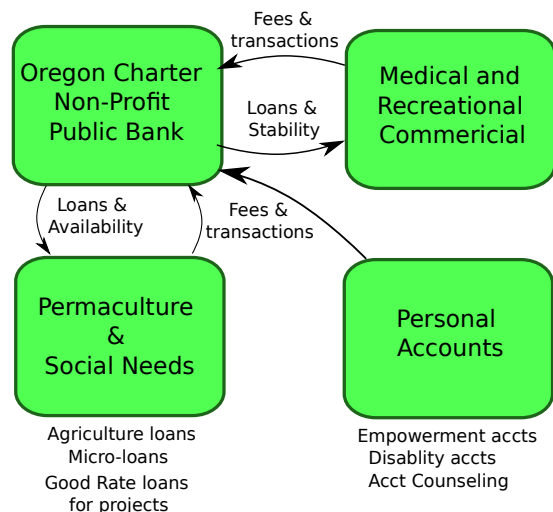 Fees &
transactions
Oregon Charter
Non-Profit
Public Bank
Medical and
Recreational
Commericial
Loans &
Stability
Loans &
Availability
Fees &
transactions
Permaculture
&
Social Needs
Personal
Accounts
Agriculture loans
Micro-loans
Good Rate loans
for projects
Empowerment accts
Disablity accts
Acct Counseling